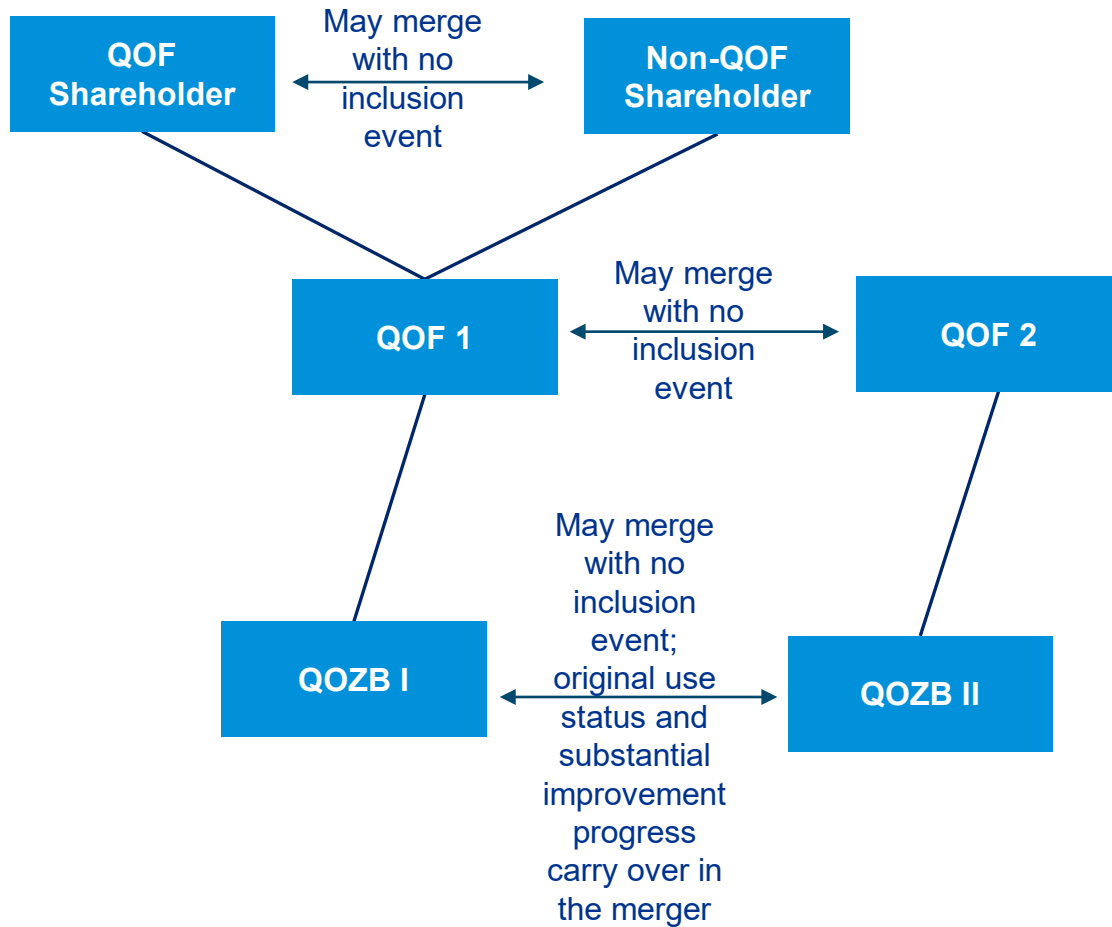 QOF
Shareholder
May merge
with no
inclusion
event
Non-QOF
Shareholder
QOF 1
May merge
with no
inclusion
event
QOF 2
QOZB I
May merge
with no
inclusion
event;
original use
status and
substantial
improvement
progress
carry over in
the merger
QOZB II